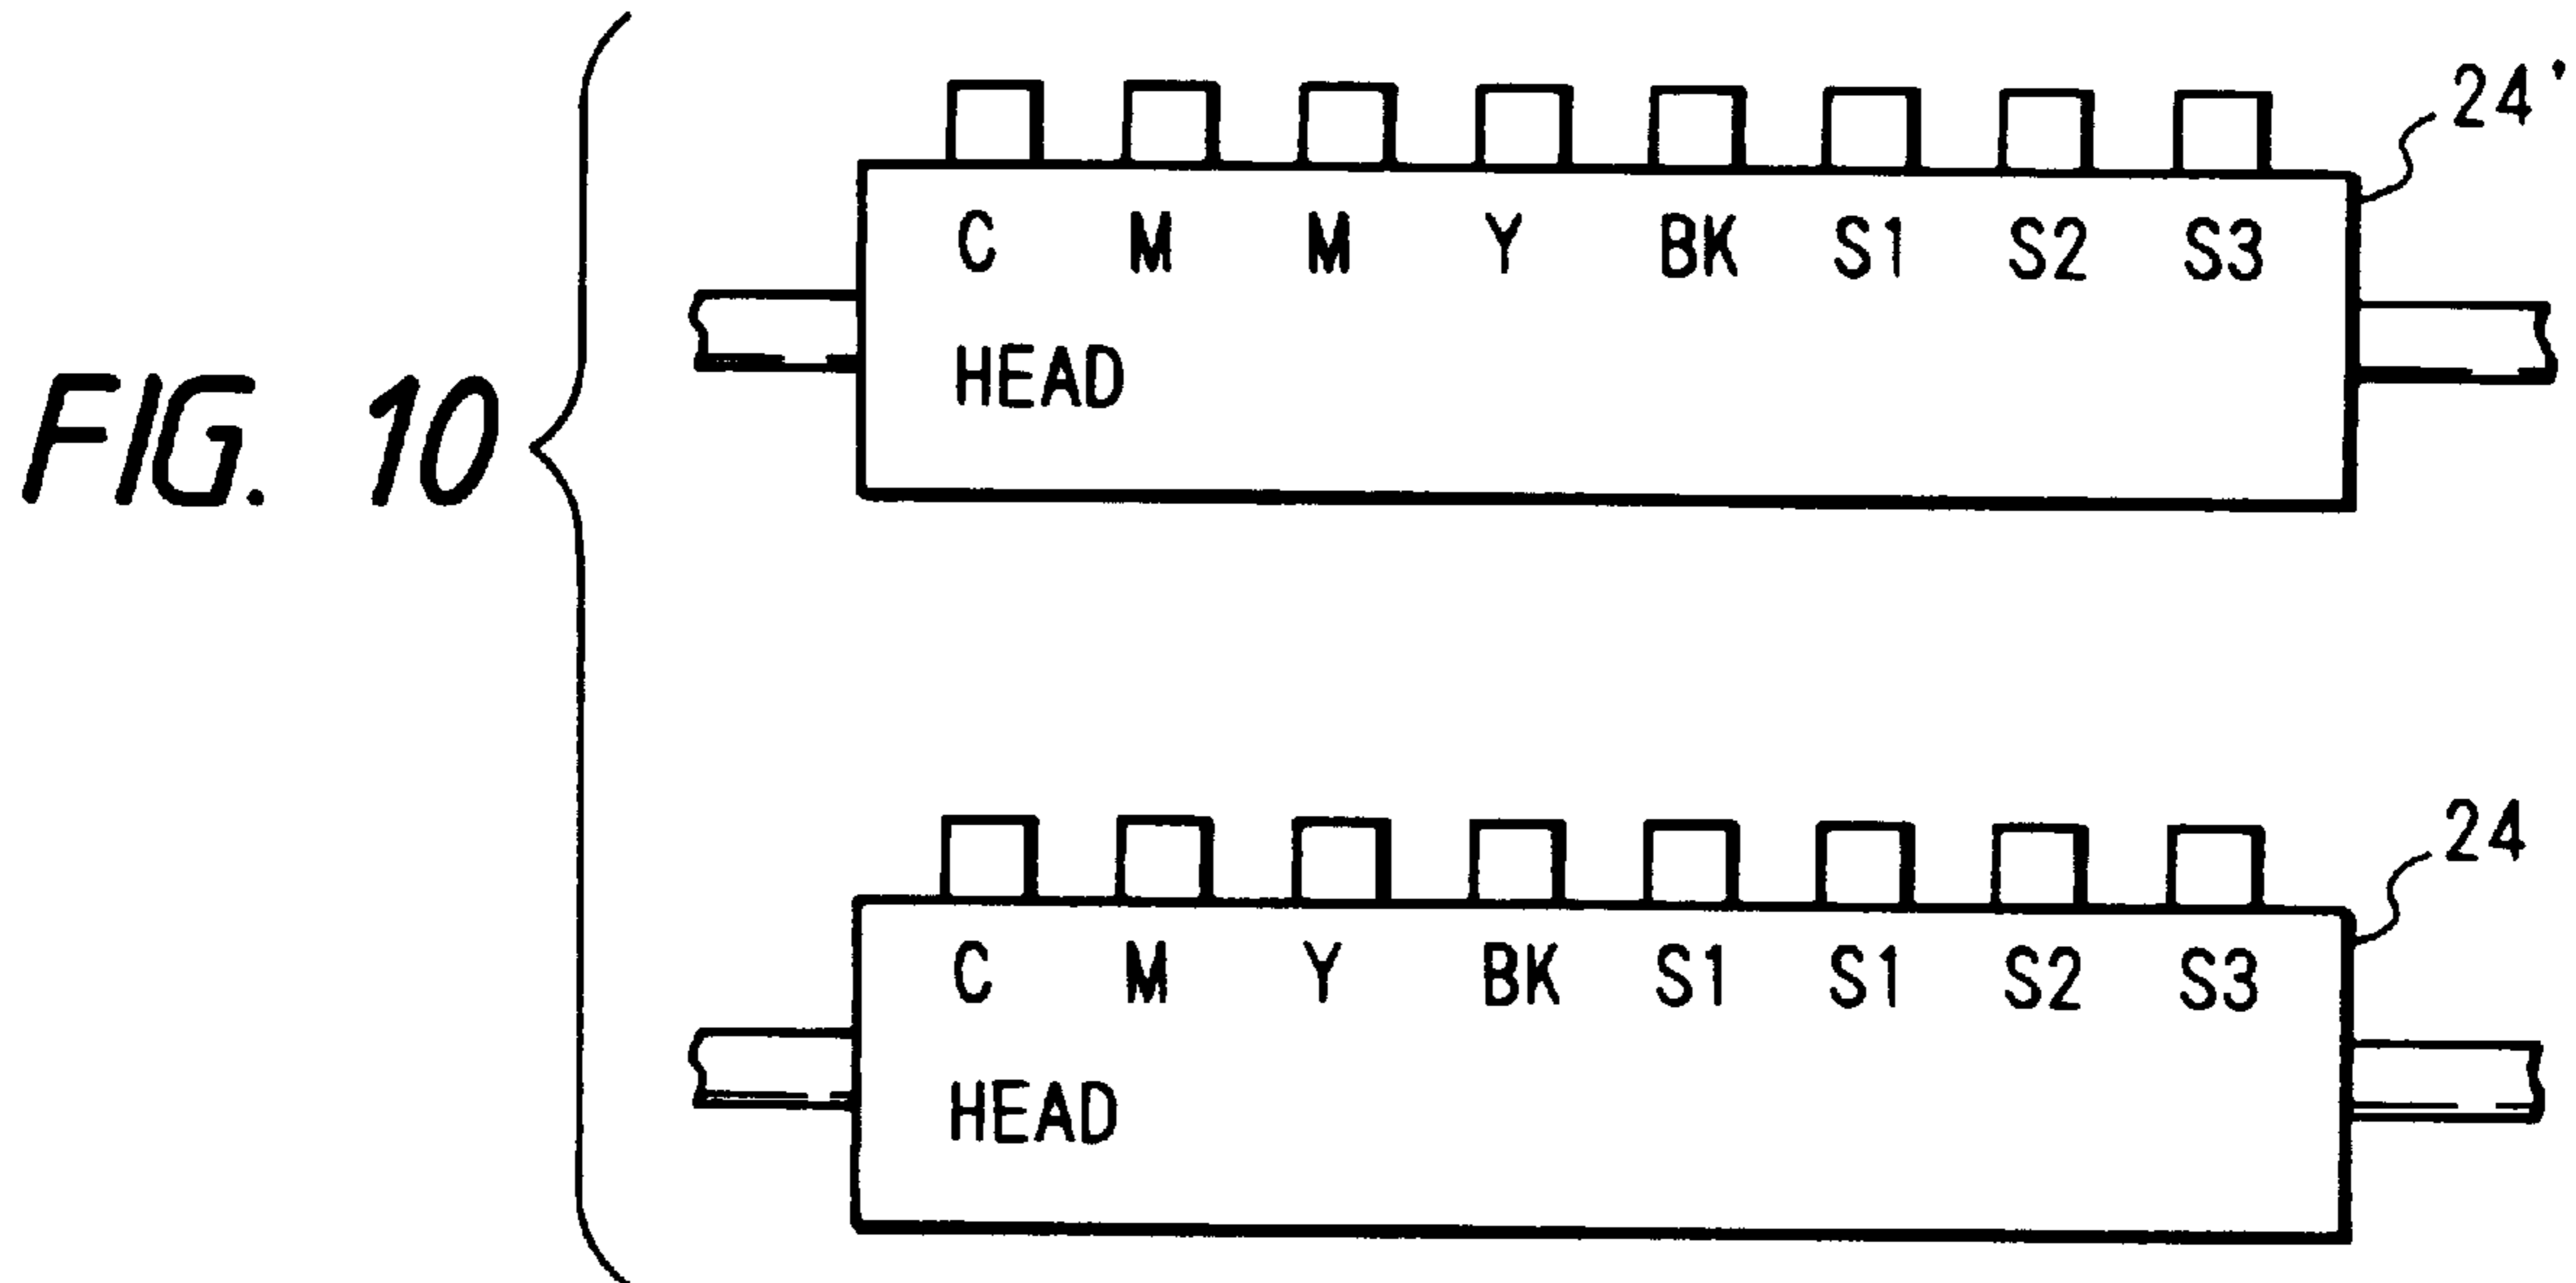 FIG. 10
24'
C M M Y BK S1 S2 S3
HEAD
24
C M Y BK S1 S1 S2 S3
HEAD